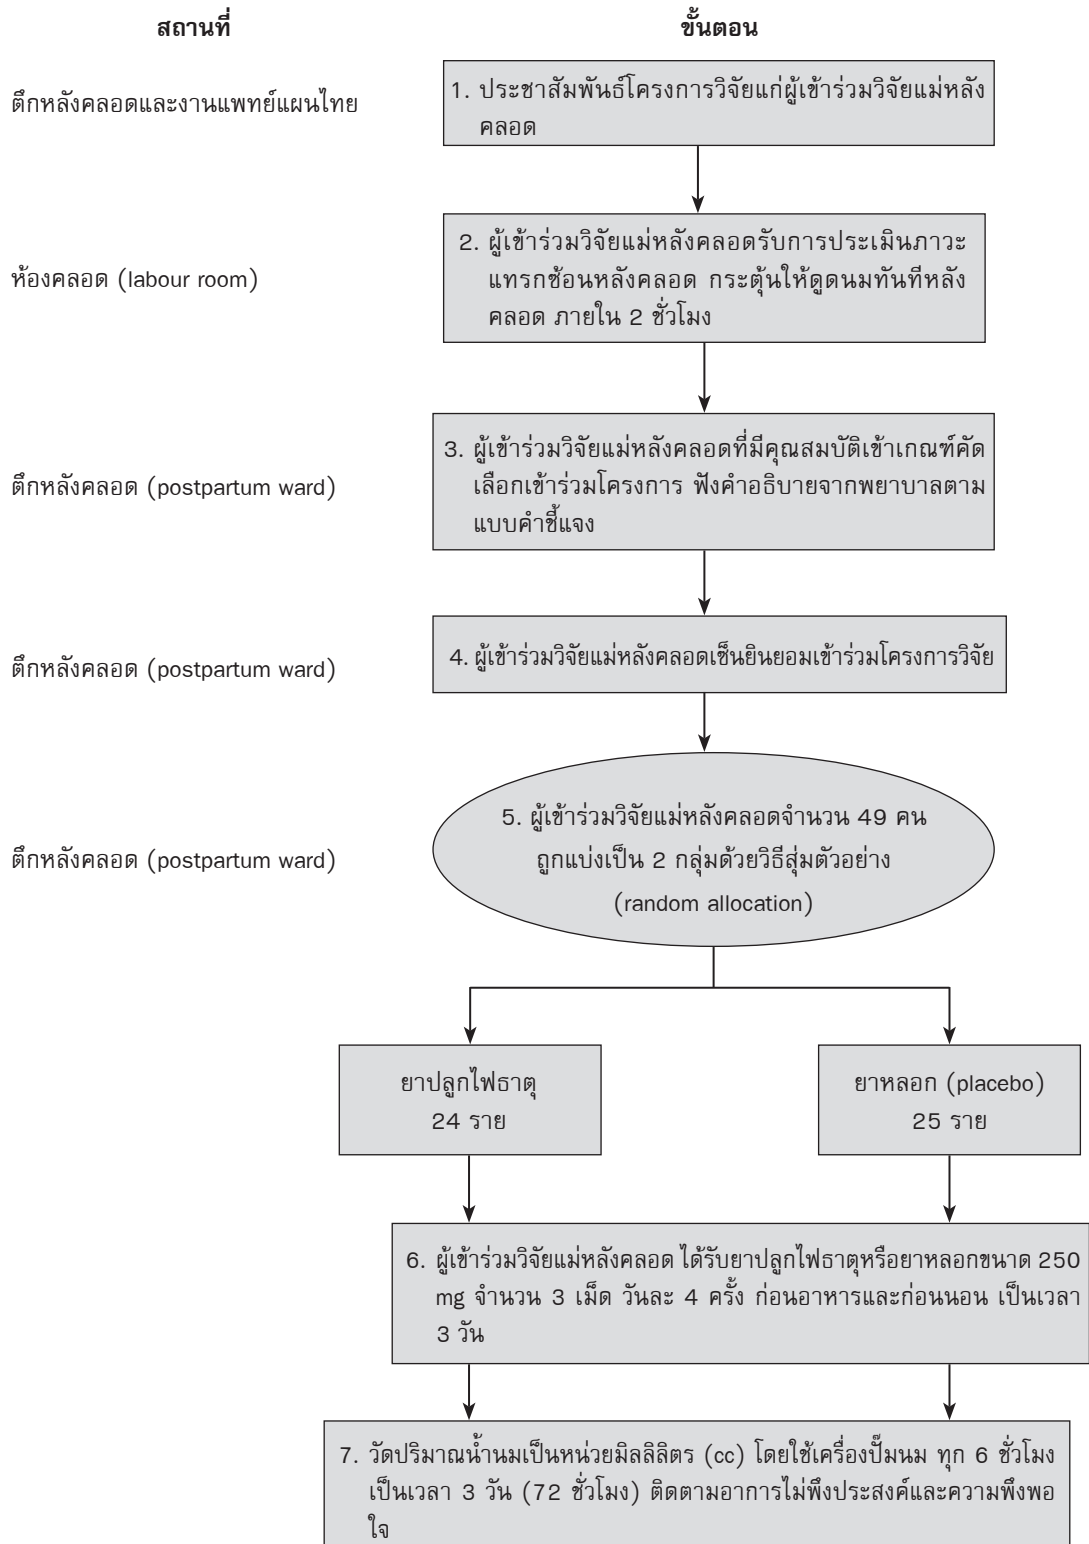 สถานที่
ขั้นตอน
ตึกหลังคลอดและงานแพทย์แผนไทย
1. ประชาสัมพันธ์โครงการวิจัยแก่ผู้เข้าร่วมวิจัยแม่หลัง
คลอด
ห้องคลอด (labour room)
2. ผู้เข้าร่วมวิจัยแม่หลังคลอดรับการประเมินภาวะ
แทรกซ้อนหลังคลอด กระตุ้นให้ดูดนมทันทีหลัง
คลอด ภายใน 2 ชั่วโมง
ตึกหลังคลอด (postpartum ward)
3. ผู้เข้าร่วมวิจัยแม่หลังคลอดที่มีคุณสมบัติเข้าเกณฑ์คัด
เลือกเข้าร่วมโครงการ ฟังคำอธิบายจากพยาบาลตาม
แบบคำชี้แจง
ตึกหลังคลอด (postpartum ward)
4. ผู้เข้าร่วมวิจัยแม่หลังคลอดเซ็นยินยอมเข้าร่วมโครงการวิจัย
ตึกหลังคลอด (postpartum ward)
5. ผู้เข้าร่วมวิจัยแม่หลังคลอดจำนวน 49 คน
ถูกแบ่งเป็น 2 กลุ่มด้วยวิธีสุ่มตัวอย่าง
(random allocation)
ยาปลูกไฟธาตุ
24 ราย
ยาหลอก (placebo)
25 ราย
6. ผู้เข้าร่วมวิจัยแม่หลังคลอด ได้รับยาปลูกไฟธาตุหรือยาหลอกขนาด 250
mg จำนวน 3 เม็ด วันละ 4 ครั้ง ก่อนอาหารและก่อนนอน เป็นเวลา
3 วัน
7. วัดปริมาณน้ำนมเป็นหน่วยมิลลิลิตร (cc) โดยใช้เครื่องปั๊มนม ทุก 6 ชั่วโมง
เป็นเวลา 3 วัน (72 ชั่วโมง) ติดตามอาการไม่พึงประสงค์และความพึงพอ
ใจ